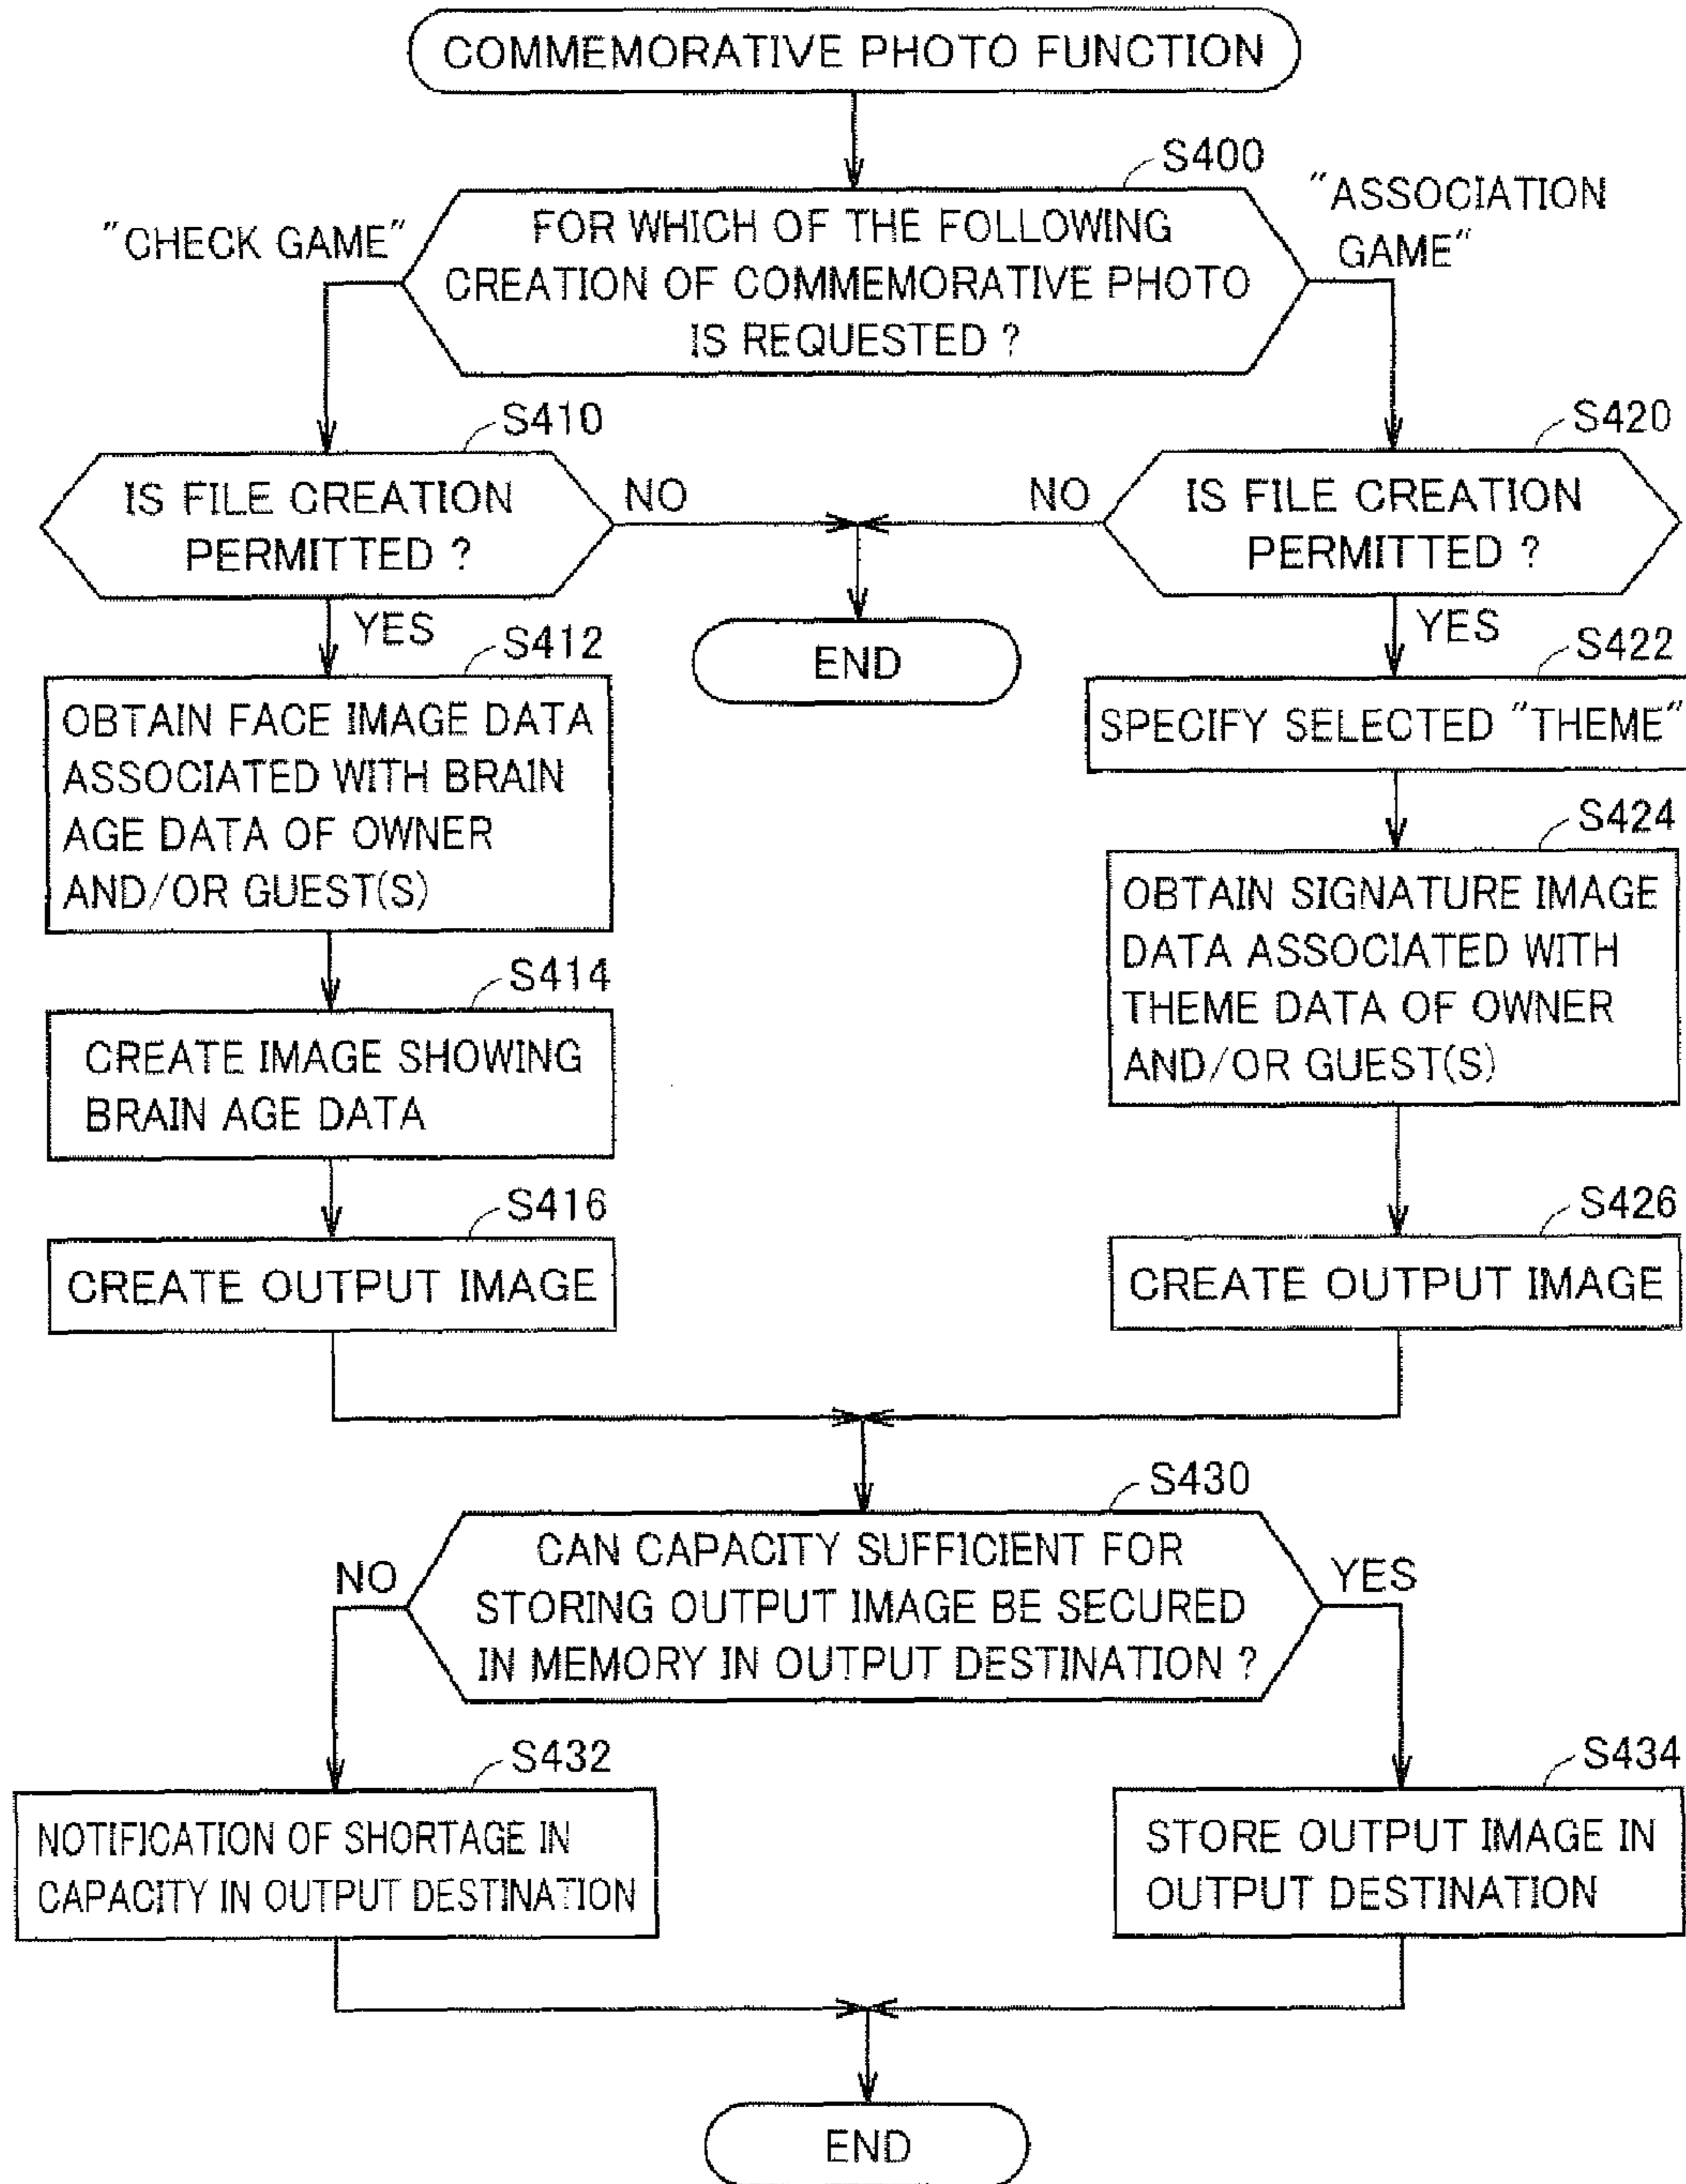 COMMEMORATIVE PHOTO FUNCTION
S400
"CHECK GAME"
"ASSOCIATION
GAME"
FOR WHICH OF THE FOLLOWING
CREATION OF COMMEMORATIVE PHOTO
IS REQUESTED ?
S410
IS FILE CREATION
PERMITTED ?
NO
YES
S420
IS FILE CREATION
PERMITTED ?
NO
YES
END
S412
OBTAIN FACE IMAGE DATA
ASSOCIATED WITH BRAIN
AGE DATA OF OWNER
AND/OR GUEST(S)
S414
CREATE IMAGE SHOWING
BRAIN AGE DATA
S416
CREATE OUTPUT IMAGE
S422
SPECIFY SELECTED "THEME"
S424
OBTAIN SIGNATURE IMAGE
DATA ASSOCIATED WITH
THEME DATA OF OWNER
AND/OR GUEST(S)
S426
CREATE OUTPUT IMAGE
S430
CAN CAPACITY SUFFICIENT FOR
STORING OUTPUT IMAGE BE SECURED
IN MEMORY IN OUTPUT DESTINATION ?
NO
YES
S432
NOTIFICATION OF SHORTAGE IN
CAPACITY IN OUTPUT DESTINATION
S434
STORE OUTPUT IMAGE IN
OUTPUT DESTINATION
END